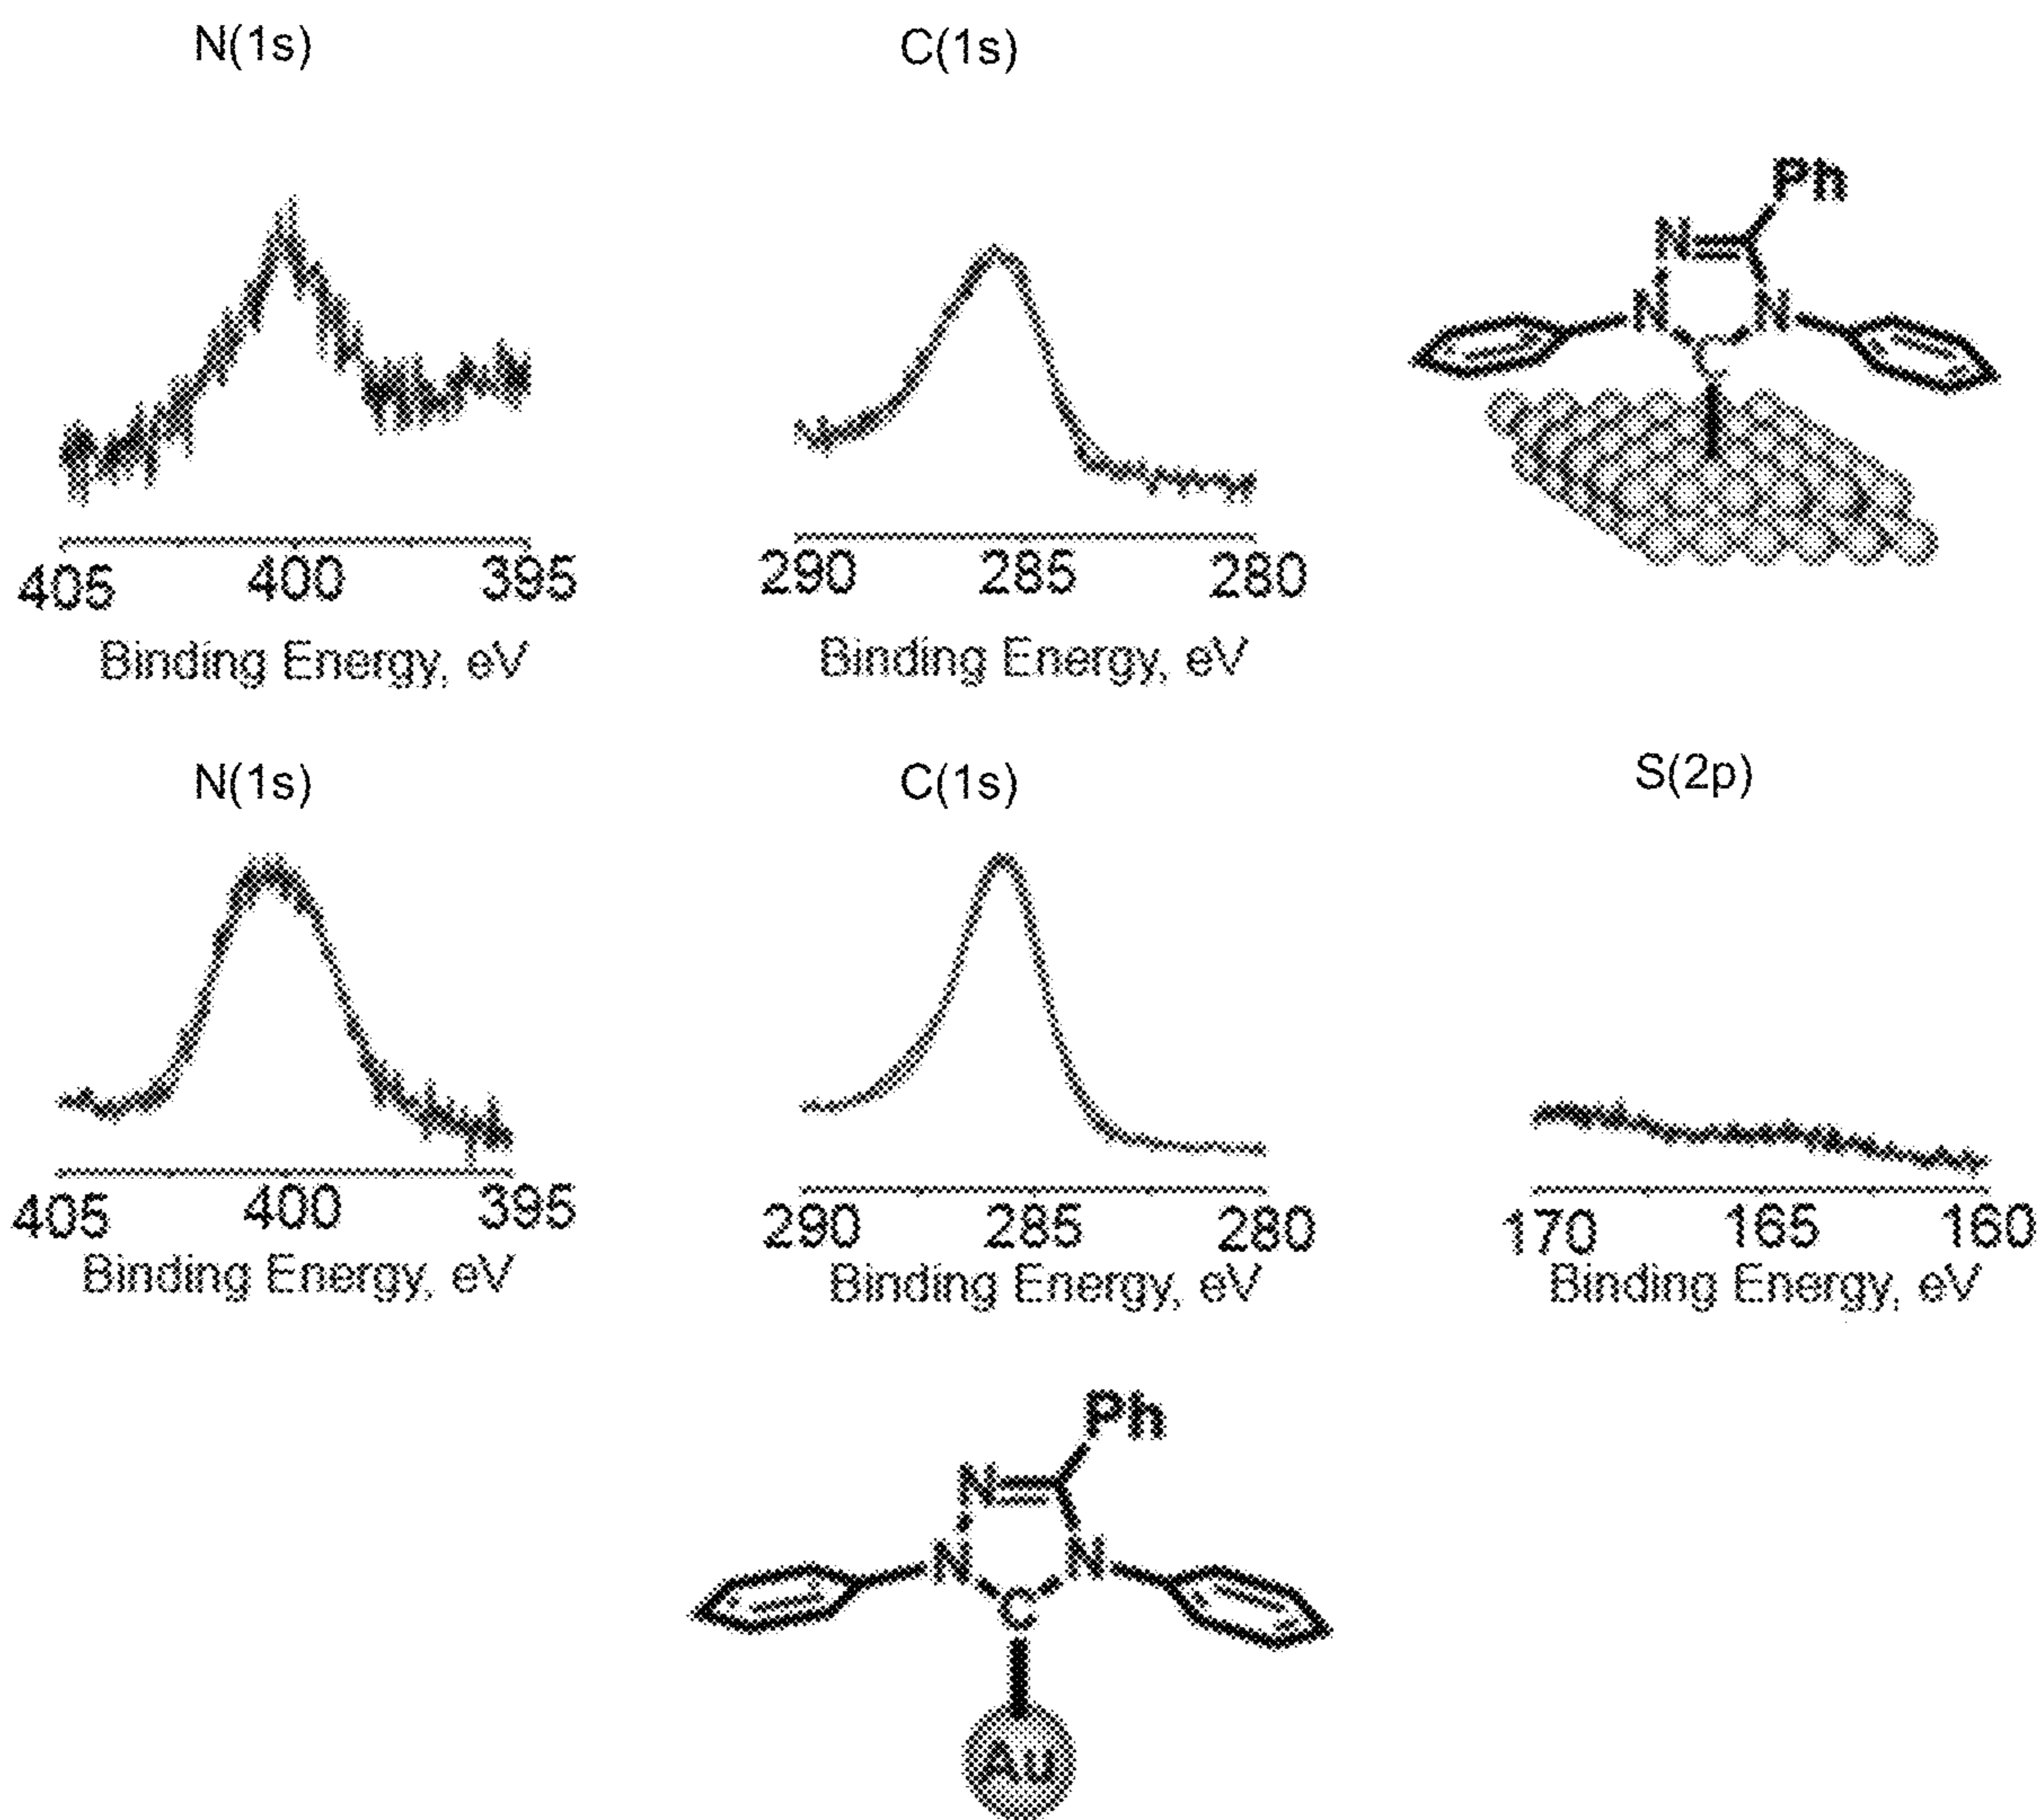 N(1s)
C(1s)
Ph
N
N
N
C
405 400 395
290 285 280
Binding Energy, eV
Binding Energy, eV
N(1s)
C(1s)
S(2p)
405 400 395
290 285 280
170 165 160
Binding Energy, eV
Binding Energy, eV
Binding Energy, eV
Ph
N
N
N
C
Au